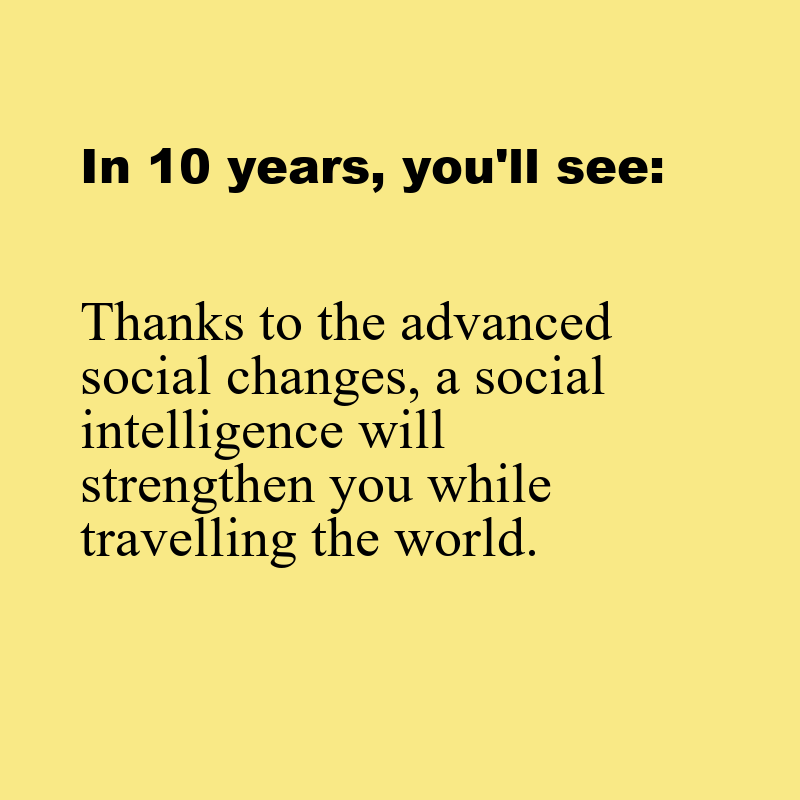 In 10 years, you'll see:
Thanks to the advanced
social changes, a social
intelligence will
strengthen you while
travelling the world.